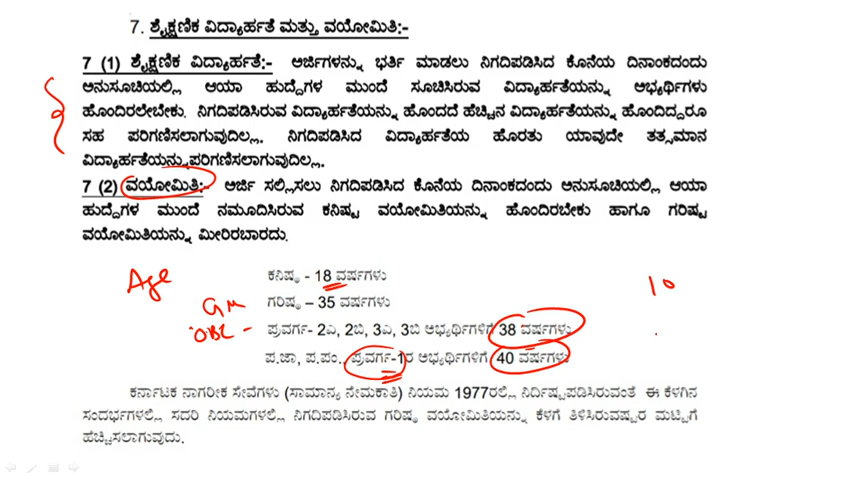 7. ಶೈಕ್ಷಣಿಕ ವಿದ್ಯಾರ್ಹತೆ ಮತ್ತು ವಯೋಮಿತಿ:-
7 (1) ಶೈಕ್ಷಣಿಕ ವಿದ್ಯಾರ್ಹತೆ:- ಅರ್ಜಿಗಳನ್ನು ಭರ್ತಿ ಮಾಡಲು ನಿಗದಿಪಡಿಸಿದ ಕೊನೆಯ ದಿನಾಂಕದಂದು
ಅನುಸೂಚಿಯಲ್ಲಿ ಆಯಾ ಹುದ್ದೆಗಳ ಮುಂದೆ ಸೂಚಿಸಿರುವ ವಿದ್ಯಾರ್ಹತೆಯನ್ನು ಅಭ್ಯರ್ಥಿಗಳು
ಹೊಂದಿರಲೇಬೇಕು. ನಿಗದಿಪಡಿಸಿರುವ ವಿದ್ಯಾರ್ಹತೆಯನ್ನು ಹೊಂದದೆ ಹೆಚ್ಚಿನ ವಿದ್ಯಾರ್ಹತೆಯನ್ನು ಹೊಂದಿದ್ದರೂ
ಸಹ ಪರಿಗಣಿಸಲಾಗುವುದಿಲ್ಲ. ನಿಗದಿಪಡಿಸಿದ ವಿದ್ಯಾರ್ಹತೆಯ ಹೊರತು ಯಾವುದೇ ತತ್ಸಮಾನ
ವಿದ್ಯಾರ್ಹತೆಯನ್ನುಪರಿಗಣಿಸಲಾಗುವುದಿಲ್ಲ.
7 (2) ವಯೋಮಿತಿ:- ಅರ್ಜಿ ಸಲ್ಲಿಸಲು ನಿಗದಿಪಡಿಸಿದ ಕೊನೆಯ ದಿನಾಂಕದಂದು ಅನುಸೂಚಿಯಲ್ಲಿ ಆಯಾ
ಹುದ್ದೆಗಳ ಮುಂದೆ ನಮೂದಿಸಿರುವ ಕನಿಷ್ಟ ವಯೋಮಿತಿಯನ್ನು ಹೊಂದಿರಬೇಕು ಹಾಗೂ ಗರಿಷ್ಟ
ವಯೋಮಿತಿಯನ್ನು ಮೀರಿರಬಾರದು.
Age ಕನಿಷ್ಠ - 18 ವರ್ಷಗಳು 10
GM ಗರಿಷ್ಠ – 35 ವರ್ಷಗಳು
OBC - ಪ್ರವರ್ಗ- 2ಎ, 2ಬಿ, 3ಎ, 3ಬಿ ಅಭ್ಯರ್ಥಿಗಳಿಗೆ 38 ವರ್ಷಗಳು
ಪ.ಜಾ, ಪ.ಪಂ., ಪ್ರವರ್ಗ-1ರ ಅಭ್ಯರ್ಥಿಗಳಿಗೆ 40 ವರ್ಷಗಳು
ಕರ್ನಾಟಕ ನಾಗರೀಕ ಸೇವೆಗಳು (ಸಾಮಾನ್ಯ ನೇಮಕಾತಿ) ನಿಯಮ 1977ರಲ್ಲಿ ನಿರ್ದಿಷ್ಟಪಡಿಸಿರುವಂತೆ ಈ ಕೆಳಗಿನ
ಸಂದರ್ಭಗಳಲ್ಲಿ ಸದರಿ ನಿಯಮಗಳಲ್ಲಿ ನಿಗದಿಪಡಿಸಿರುವ ಗರಿಷ್ಠ ವಯೋಮಿತಿಯನ್ನು ಕೆಳಗೆ ತಿಳಿಸಿರುವಷ್ಟರ ಮಟ್ಟಿಗೆ
ಹೆಚ್ಚಿಸಲಾಗುವುದು.